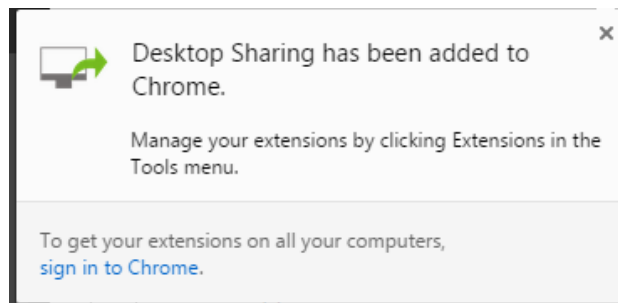 Desktop Sharing has been added to
Chrome.
Manage your extensions by clicking Extensions in the
Tools menu.
To get your extensions on all your computers,
sign in to Chrome.